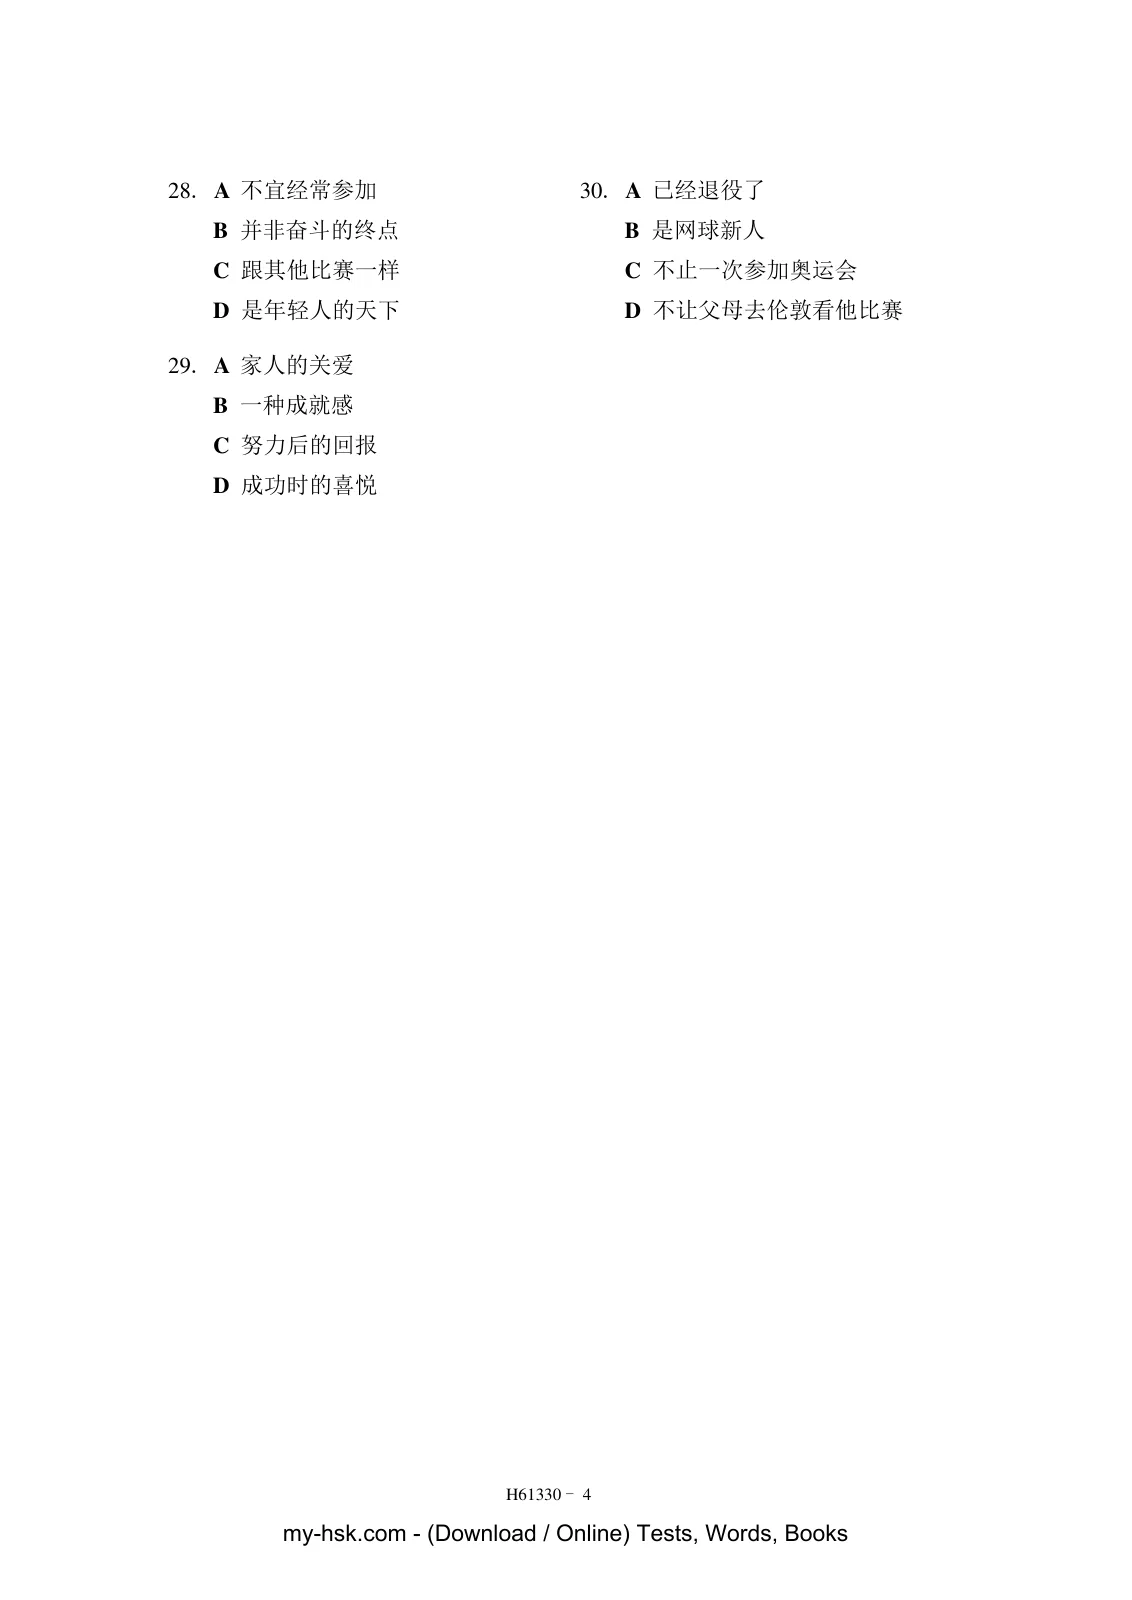 28. A 不宜经常参加
B 并非奋斗的终点
C 跟其他比赛一样
D 是年轻人的天下
29. A 家人的关爱
B 一种成就感
C 努力后的回报
D 成功时的喜悦
30. A 已经退役了
B 是网球新人
C 不止一次参加奥运会
D 不让父母去伦敦看他比赛
H61330 - 4
my-hsk.com - (Download / Online) Tests, Words, Books